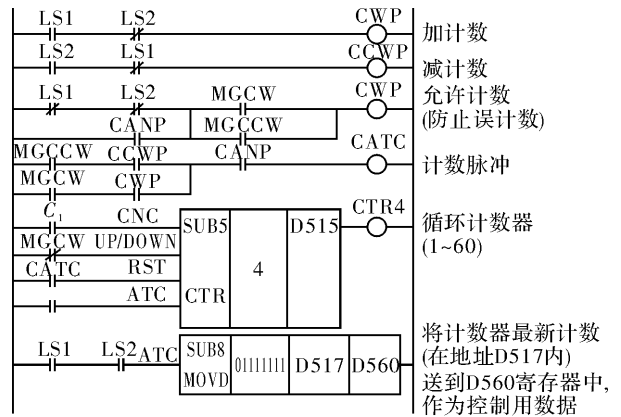 LS1 LS2 CWP 加计数
LS2 LS1 CCWP 减计数
LS1 LS2 MGCW CWP 允许计数
(防止误计数)
CANP MGCCW
MGCCW CCWP CANP CATC 计数脉冲
MGCW CWP
C1 CNC SUB5 D515 CTR4 循环计数器
(1~60)
MGCW UP/DOWN
CATC RST 4
ATC CTR
将计数器最新计数
LS1 LS2 ATC SUB8 01111111 D517 D560 (在地址D517内)
MOVD 送到D560寄存器中,
作为控制用数据